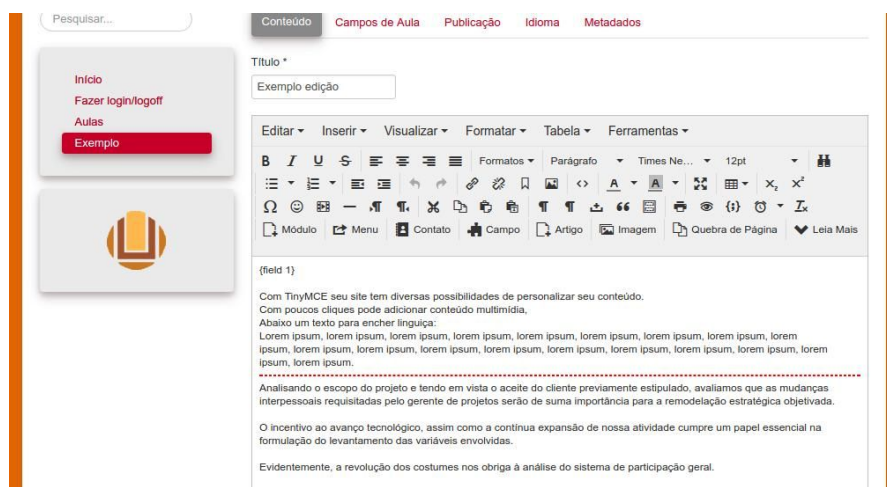 Pesquisar...
Conteúdo Campos de Aula Publicação Idioma Metadados
Título *
Exemplo edição
Início
Fazer login/logoff
Aulas
Exemplo
Editar Inserir Visualizar Formatar Tabela Ferramentas
B I U S Formatos Parágrafo Times Ne... 12pt
A A X₂ X²
Ω {;} Ix
Módulo Menu Contato Campo Artigo Imagem Quebra de Página Leia Mais
{field 1}
Com TinyMCE seu site tem diversas possibilidades de personalizar seu conteúdo.
Com poucos cliques pode adicionar conteúdo multimídia,
Abaixo um texto para encher linguiça:
Lorem ipsum, lorem ipsum, lorem ipsum, lorem ipsum, lorem ipsum, lorem ipsum, lorem ipsum, lorem ipsum, lorem
ipsum, lorem ipsum, lorem ipsum, lorem ipsum, lorem ipsum, lorem ipsum, lorem ipsum, lorem ipsum, lorem ipsum, lorem
ipsum, lorem ipsum.
Analisando o escopo do projeto e tendo em vista o aceite do cliente previamente estipulado, avaliamos que as mudanças
interpessoais requisitadas pelo gerente de projetos serão de suma importância para a remodelação estratégica objetivada.
O incentivo ao avanço tecnológico, assim como a contínua expansão de nossa atividade cumpre um papel essencial na
formulação do levantamento das variáveis envolvidas.
Evidentemente, a revolução dos costumes nos obriga à análise do sistema de participação geral.